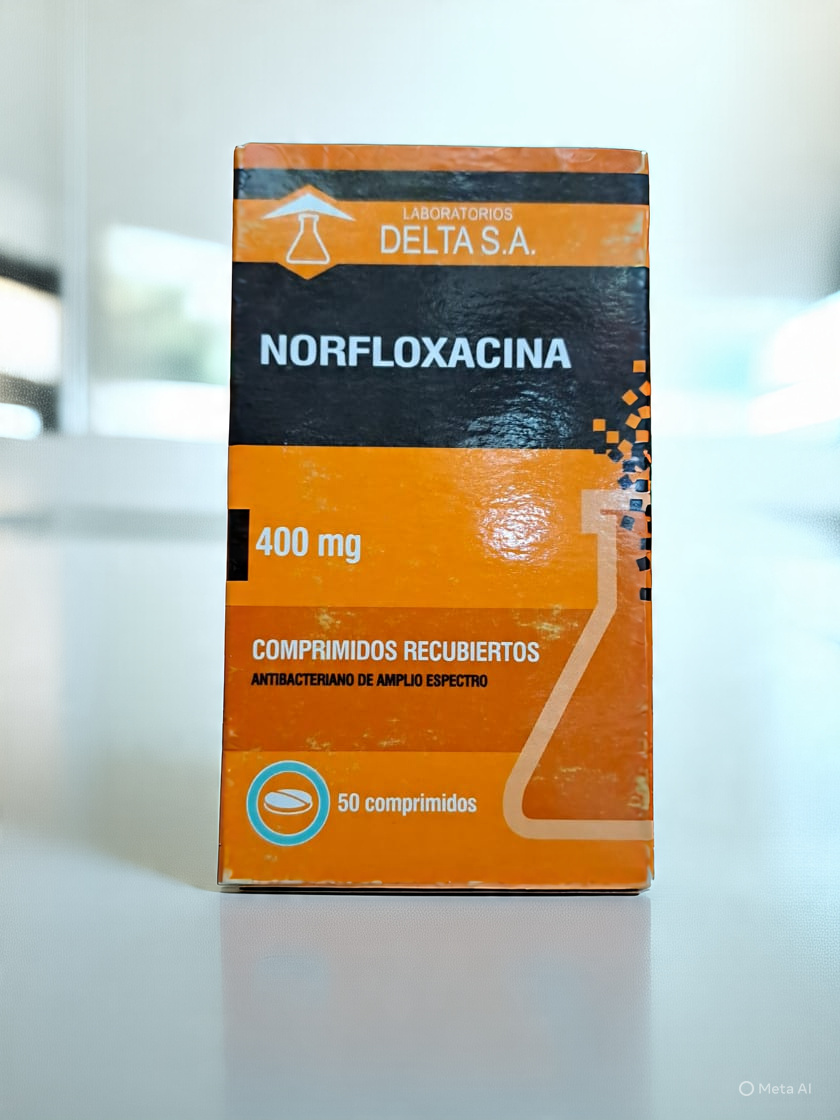 LABORATORIOS
DELTA S.A.
NORFLOXACINA
400 mg
COMPRIMIDOS RECUBIERTOS
ANTIBACTERIANO DE AMPLIO ESPECTRO
50 comprimidos
Meta AI